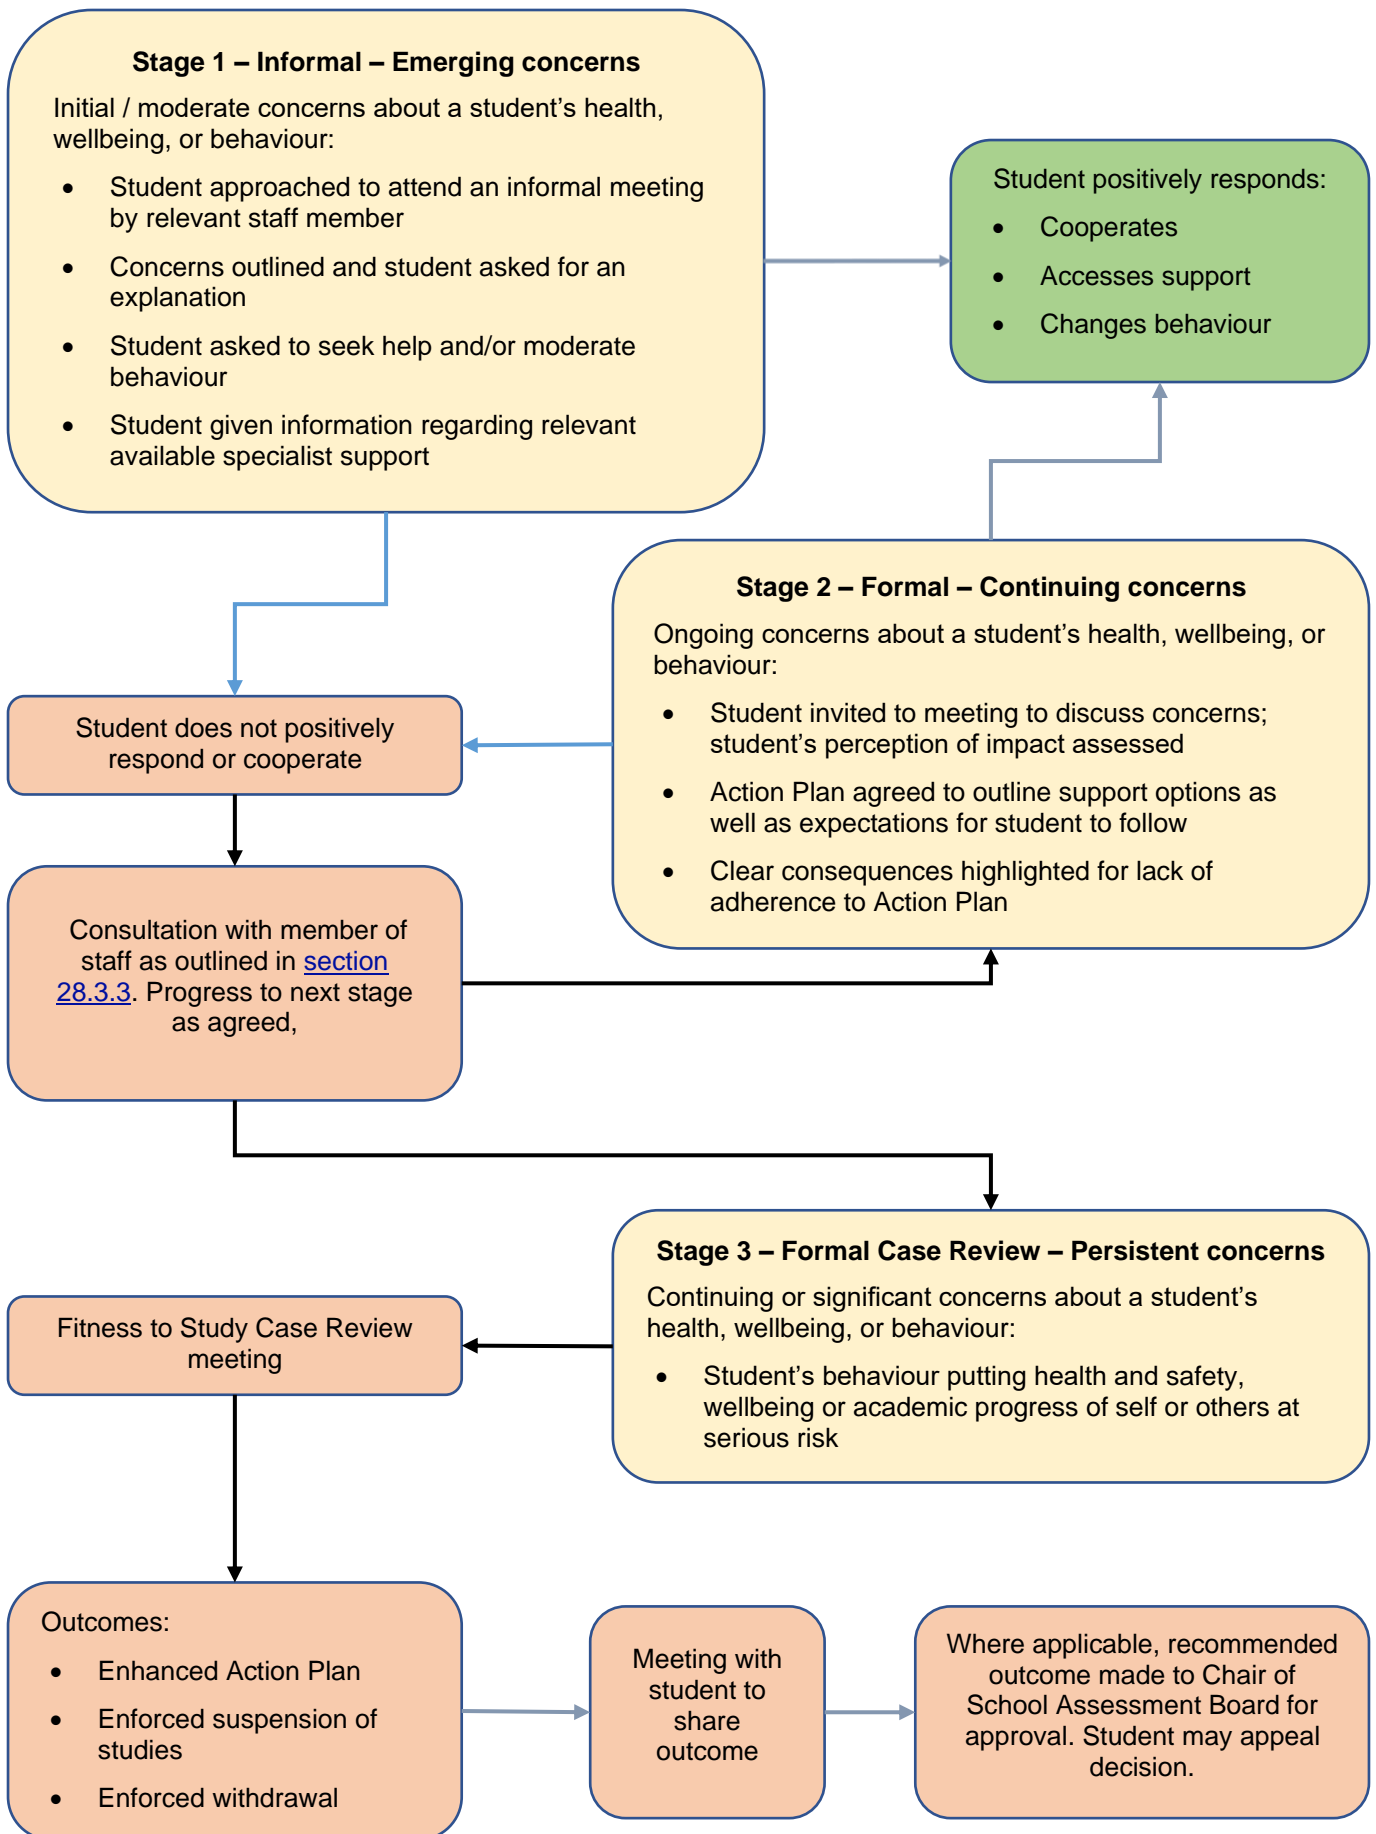 Stage 1 – Informal – Emerging concerns
Initial / moderate concerns about a student’s health,
wellbeing, or behaviour:
• Student approached to attend an informal meeting
by relevant staff member
• Concerns outlined and student asked for an
explanation
• Student asked to seek help and/or moderate
behaviour
• Student given information regarding relevant
available specialist support
Student positively responds:
• Cooperates
• Accesses support
• Changes behaviour
Stage 2 – Formal – Continuing concerns
Ongoing concerns about a student’s health, wellbeing, or
behaviour:
• Student invited to meeting to discuss concerns;
student’s perception of impact assessed
• Action Plan agreed to outline support options as
well as expectations for student to follow
• Clear consequences highlighted for lack of
adherence to Action Plan
Student does not positively
respond or cooperate
Consultation with member of
staff as outlined in section
28.3.3. Progress to next stage
as agreed,
Stage 3 – Formal Case Review – Persistent concerns
Continuing or significant concerns about a student’s
health, wellbeing, or behaviour:
• Student’s behaviour putting health and safety,
wellbeing or academic progress of self or others at
serious risk
Fitness to Study Case Review
meeting
Outcomes:
• Enhanced Action Plan
• Enforced suspension of
studies
• Enforced withdrawal
Meeting with
student to
share
outcome
Where applicable, recommended
outcome made to Chair of
School Assessment Board for
approval. Student may appeal
decision.